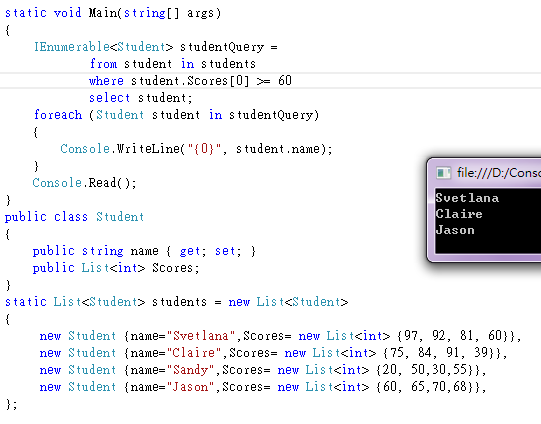 static void Main(string[] args)
{
    IEnumerable<Student> studentQuery =
            from student in students
            where student.Scores[0] >= 60
            select student;
    foreach (Student student in studentQuery)
    {
        Console.WriteLine("{0}", student.name);
    }
    Console.Read();
}
public class Student
{
    public string name { get; set; }
    public List<int> Scores;
}
static List<Student> students = new List<Student>
{
     new Student {name="Svetlana",Scores= new List<int> {97, 92, 81, 60}},
     new Student {name="Claire",Scores= new List<int> {75, 84, 91, 39}},
     new Student {name="Sandy",Scores= new List<int> {20, 50,30,55}},
     new Student {name="Jason",Scores= new List<int> {60, 65,70,68}},
};
file:///D:/Conso
Svetlana
Claire
Jason